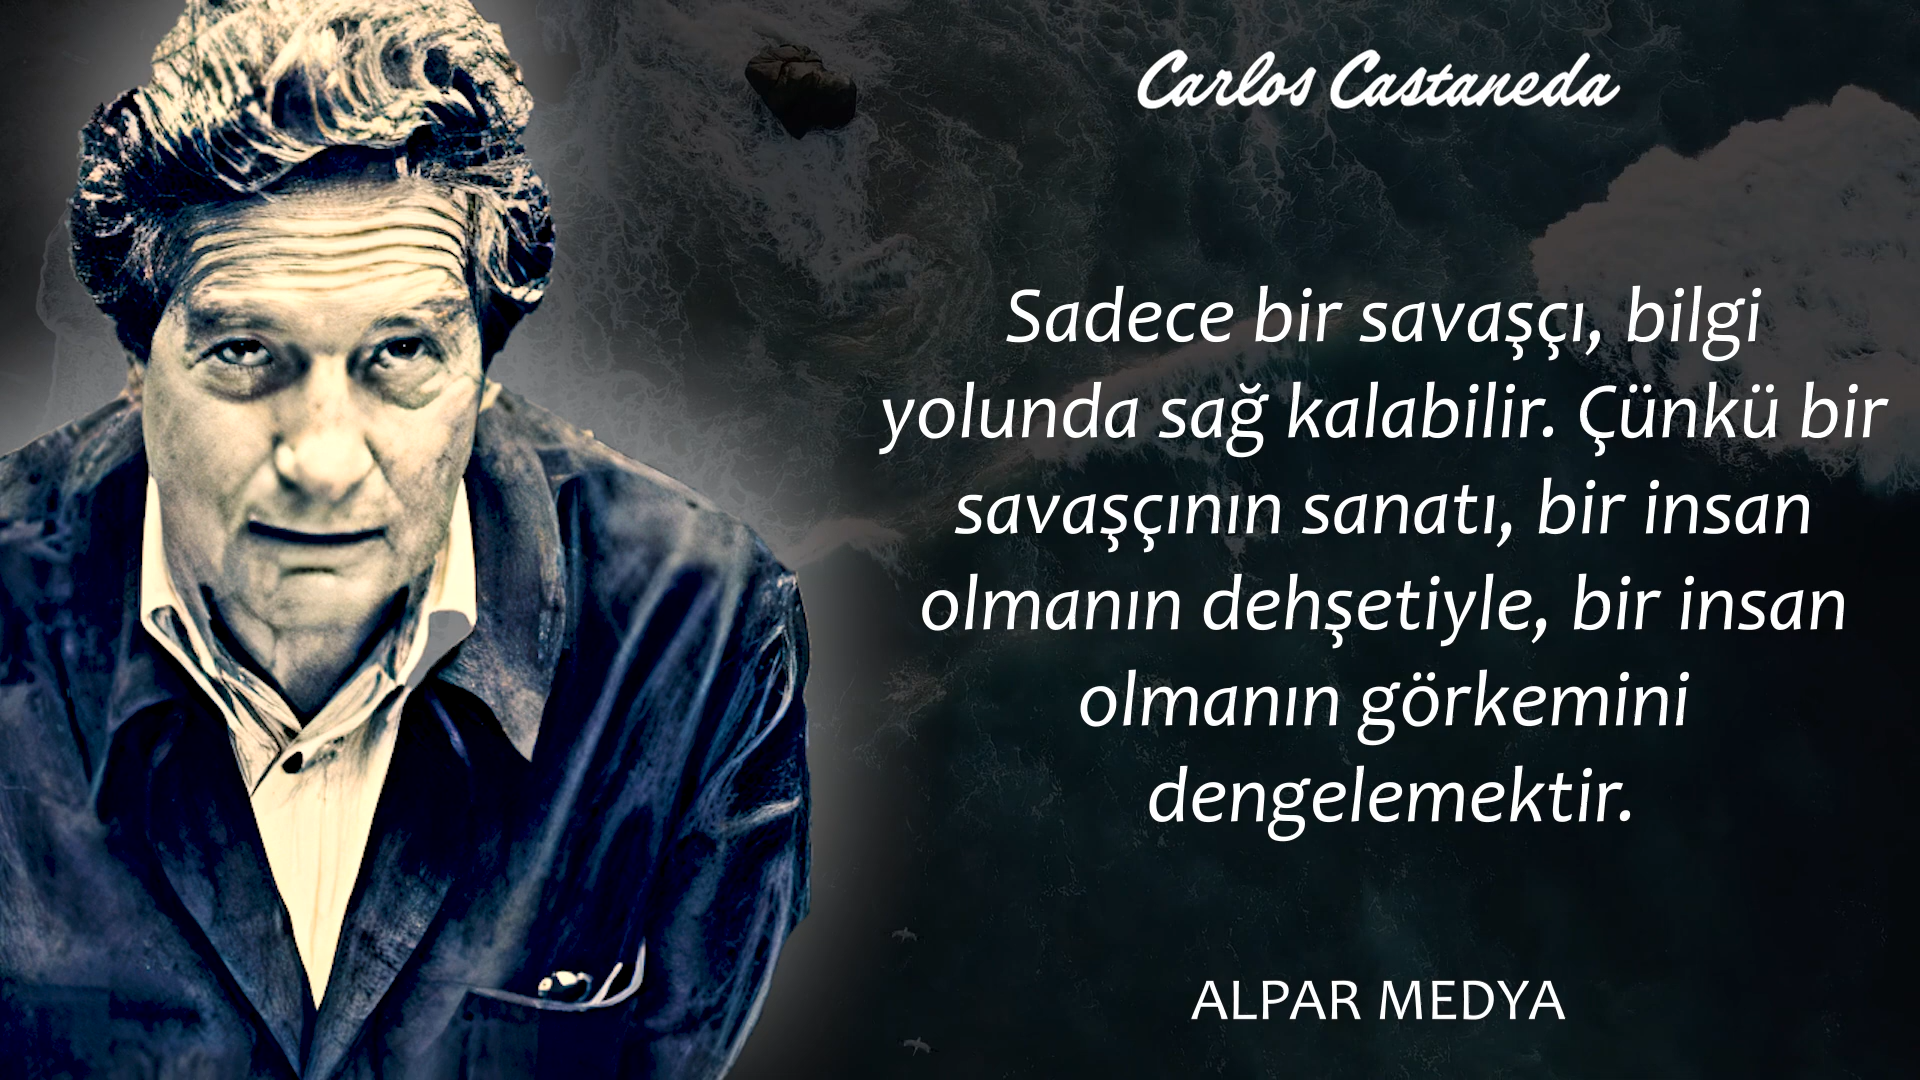 Carlos Castaneda
Sadece bir savaşçı, bilgi
yolunda sağ kalabilir. Çünkü bir
savaşçının sanatı, bir insan
olmanın dehşetiyle, bir insan
olmanın görkemini
dengelemektir.
ALPAR MEDYA